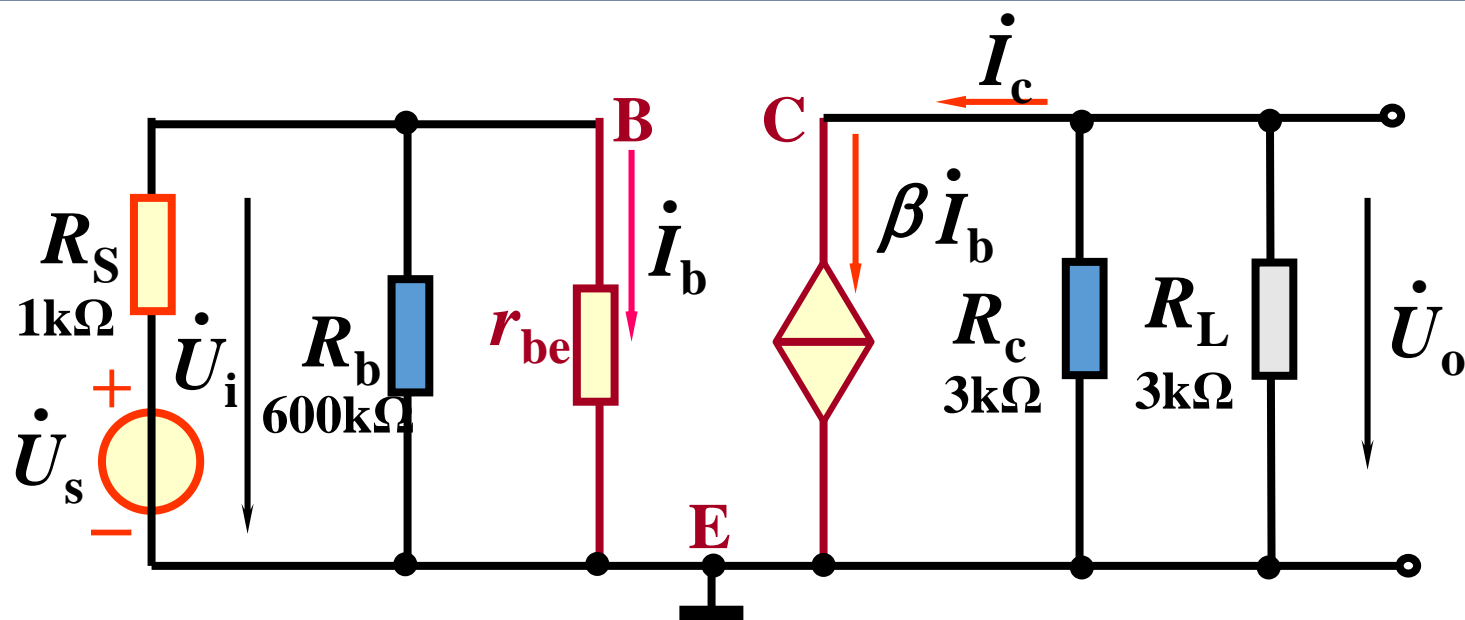 İc
B
C
βİb
RS
1kΩ
İb
U̇i
Rb
600kΩ
rbe
Rc
3kΩ
RL
3kΩ
U̇o
+
U̇s
−
E